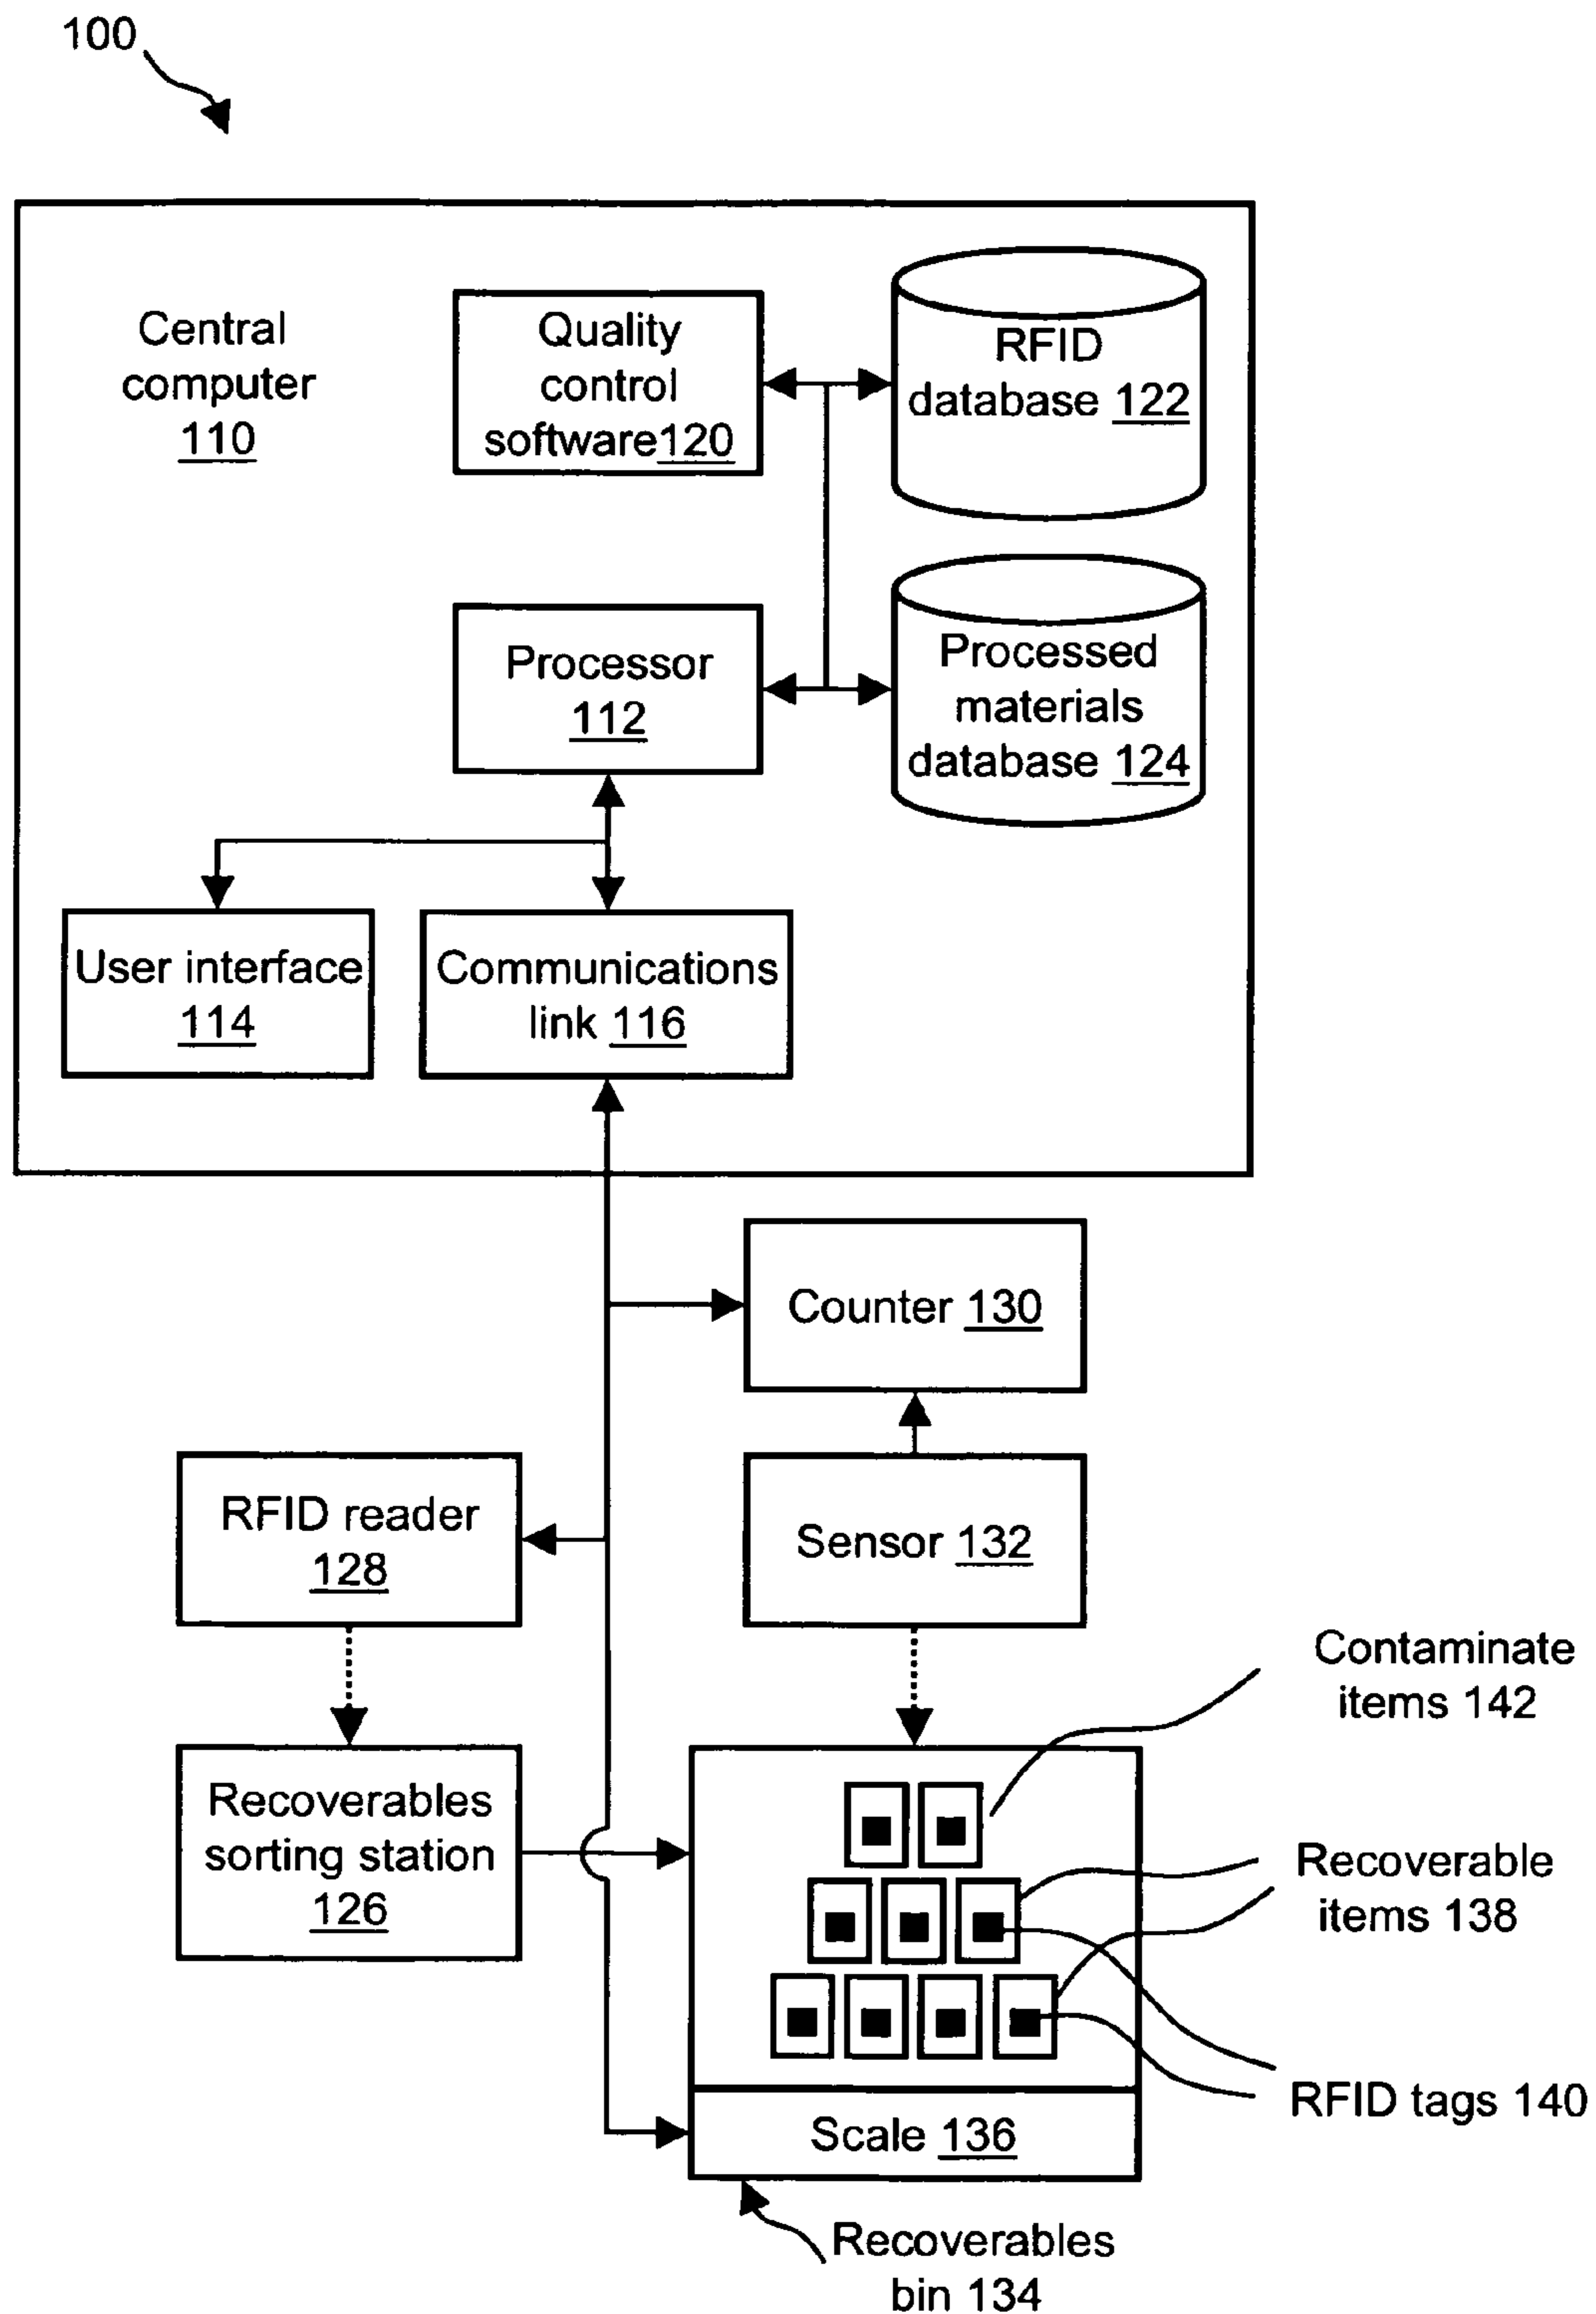 100
Central
computer
110
Quality
control
software120
RFID
database 122
Processor
112
Processed
materials
database 124
User interface
114
Communications
link 116
Counter 130
RFID reader
128
Sensor 132
Contaminate
items 142
Recoverables
sorting station
126
Recoverable
items 138
RFID tags 140
Scale 136
Recoverables
bin 134